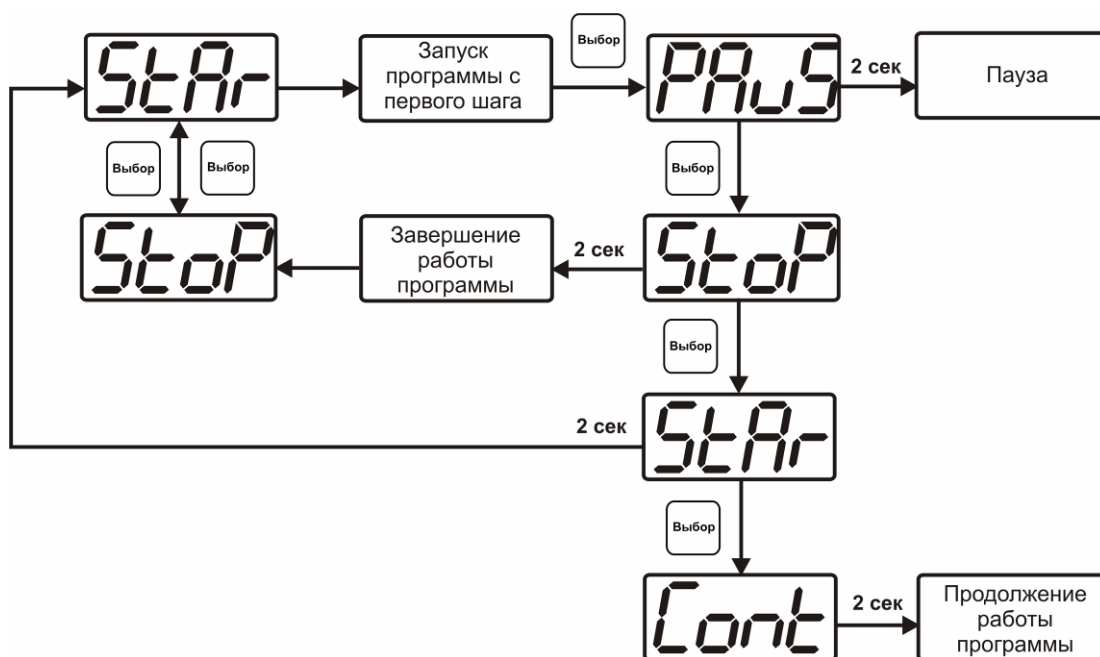 StAr
Запуск
программы с
первого шага
Выбор
PAuS
2 сек
Пауза
Выбор
Выбор
Выбор
StoP
Завершение
работы
программы
2 сек
StoP
Выбор
2 сек
StAr
Выбор
Cont
2 сек
Продолжение
работы
программы